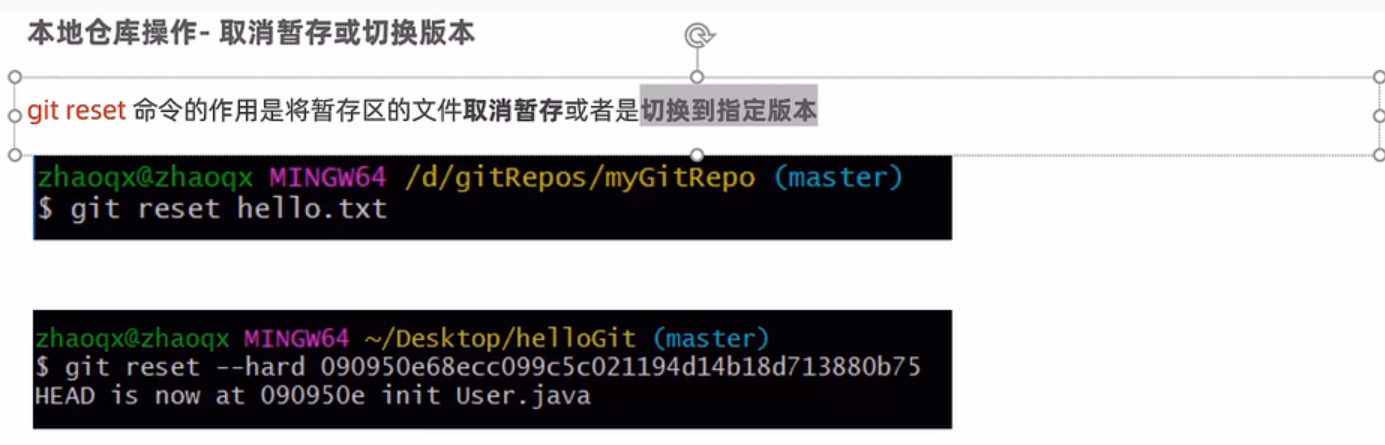 本地仓库操作- 取消暂存或切换版本
git reset 命令的作用是将暂存区的文件取消暂存或者是切换到指定版本
zhaoqx@zhaoqx MINGW64 /d/gitRepos/myGitRepo (master)
$ git reset hello.txt
zhaoqx@zhaoqx MINGW64 ~/Desktop/helloGit (master)
$ git reset --hard 090950e68ecc099c5c021194d14b18d713880b75
HEAD is now at 090950e init User.java